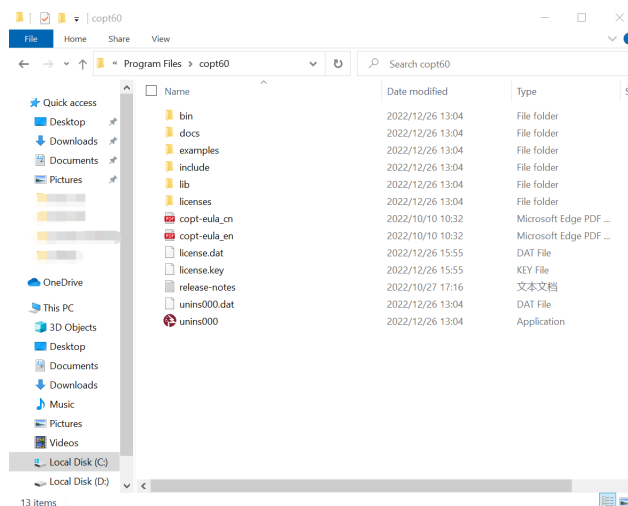 copt60
File Home Share View
« Program Files › copt60
Search copt60
Name Date modified Type
Quick access
Desktop
Downloads
Documents
Pictures
OneDrive
This PC
3D Objects
Desktop
Documents
Downloads
Music
Pictures
Videos
Local Disk (C:)
Local Disk (D:)
bin 2022/12/26 13:04 File folder
docs 2022/12/26 13:04 File folder
examples 2022/12/26 13:04 File folder
include 2022/12/26 13:04 File folder
lib 2022/12/26 13:04 File folder
licenses 2022/12/26 13:04 File folder
copt-eula_cn 2022/10/10 10:32 Microsoft Edge PDF ...
copt-eula_en 2022/10/10 10:32 Microsoft Edge PDF ...
license.dat 2022/12/26 15:55 DAT File
license.key 2022/12/26 15:55 KEY File
release-notes 2022/10/27 17:16 文本文档
unins000.dat 2022/12/26 13:04 DAT File
unins000 2022/12/26 13:04 Application
13 items